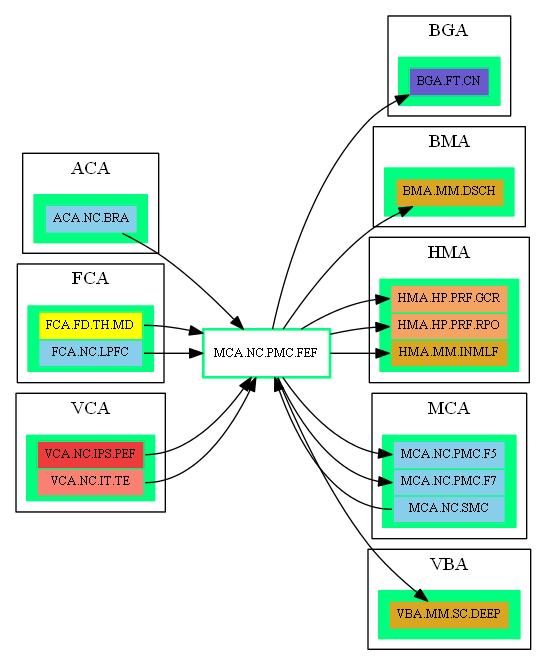 ACA
ACA.NC.BRA
FCA
FCA.FD.TH.MD
FCA.NC.LPFC
VCA
VCA.NC.IPS.PEF
VCA.NC.IT.TE
MCA.NC.PMC.FEF
BGA
BGA.FT.CN
BMA
BMA.MM.DSCH
HMA
HMA.HP.PRF.GCR
HMA.HP.PRF.RPO
HMA.MM.INMLF
MCA
MCA.NC.PMC.F5
MCA.NC.PMC.F7
MCA.NC.SMC
VBA
VBA.MM.SC.DEEP